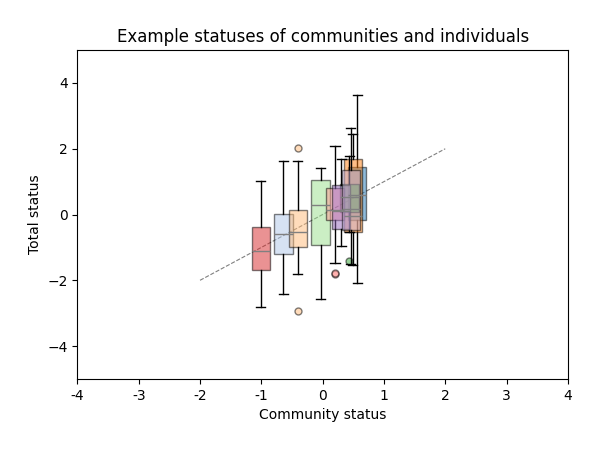 Example statuses of communities and individuals
Total status
4
2
0
−2
−4
-4 -3 -2 -1 0 1 2 3 4
Community status